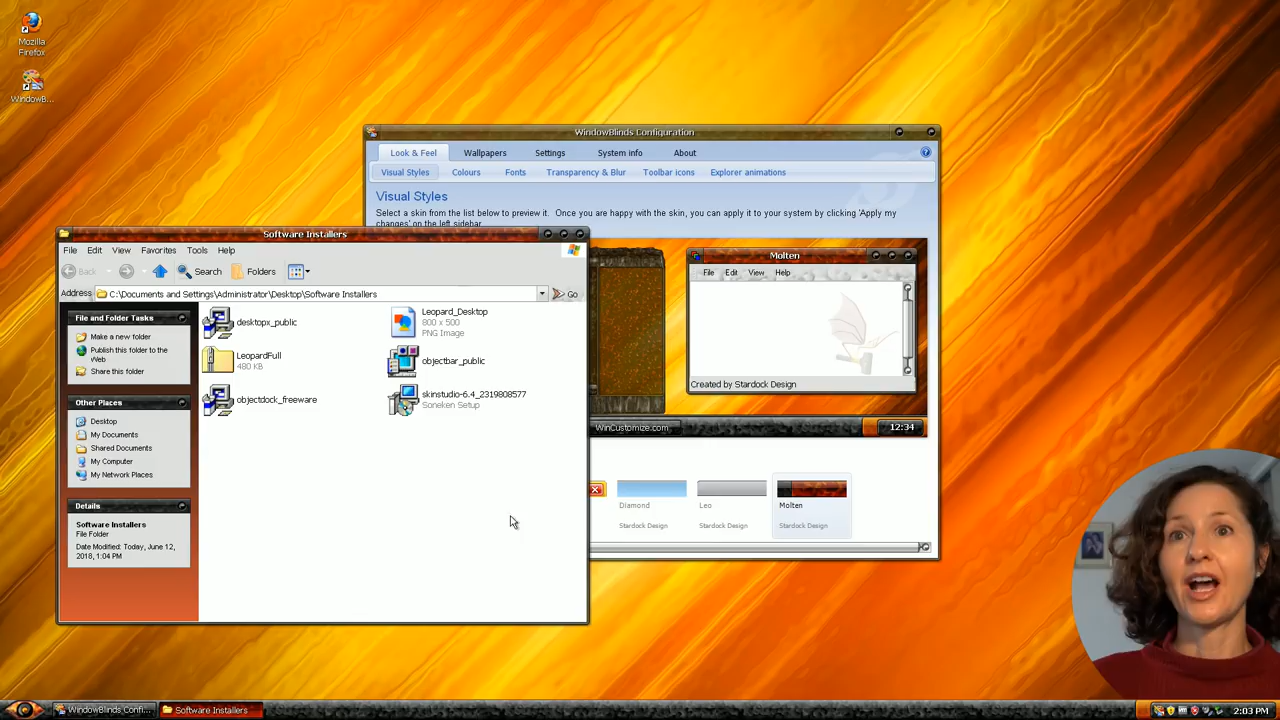 Mozilla
Firefox
WindowB...
WindowBlinds Configuration
Look & Feel
Wallpapers
Settings
System info
About
Visual Styles
Colours
Fonts
Transparency & Blur
Toolbar icons
Explorer animations
Visual Styles
Select a skin from the list below to preview it. Once you are happy with the skin, you can apply it to your system by clicking 'Apply my
changes' on the left sidebar
Software Installers
File Edit View Favorites Tools Help
Back
Search
Folders
Address
C:\Documents and Settings\Administrator\Desktop\Software Installers
Go
File and Folder Tasks
Make a new folder
Publish this folder to the
Web
Share this folder
Other Places
Desktop
My Documents
Shared Documents
My Computer
My Network Places
Details
Software Installers
File Folder
Date Modified: Today, June 12,
2018, 1:04 PM
desktopx_public
Leopard_Desktop
800 x 500
PNG Image
LeopardFull
480 KB
objectbar_public
objectdock_freeware
skinstudio-6.4_2319808577
Soneken Setup
Molten
File Edit View Help
Created by Stardock Design
WinCustomize.com
12:34
Diamond
Stardock Design
Leo
Stardock Design
Molten
Stardock Design
WindowBlinds Confi...
Software Installers
2:03 PM